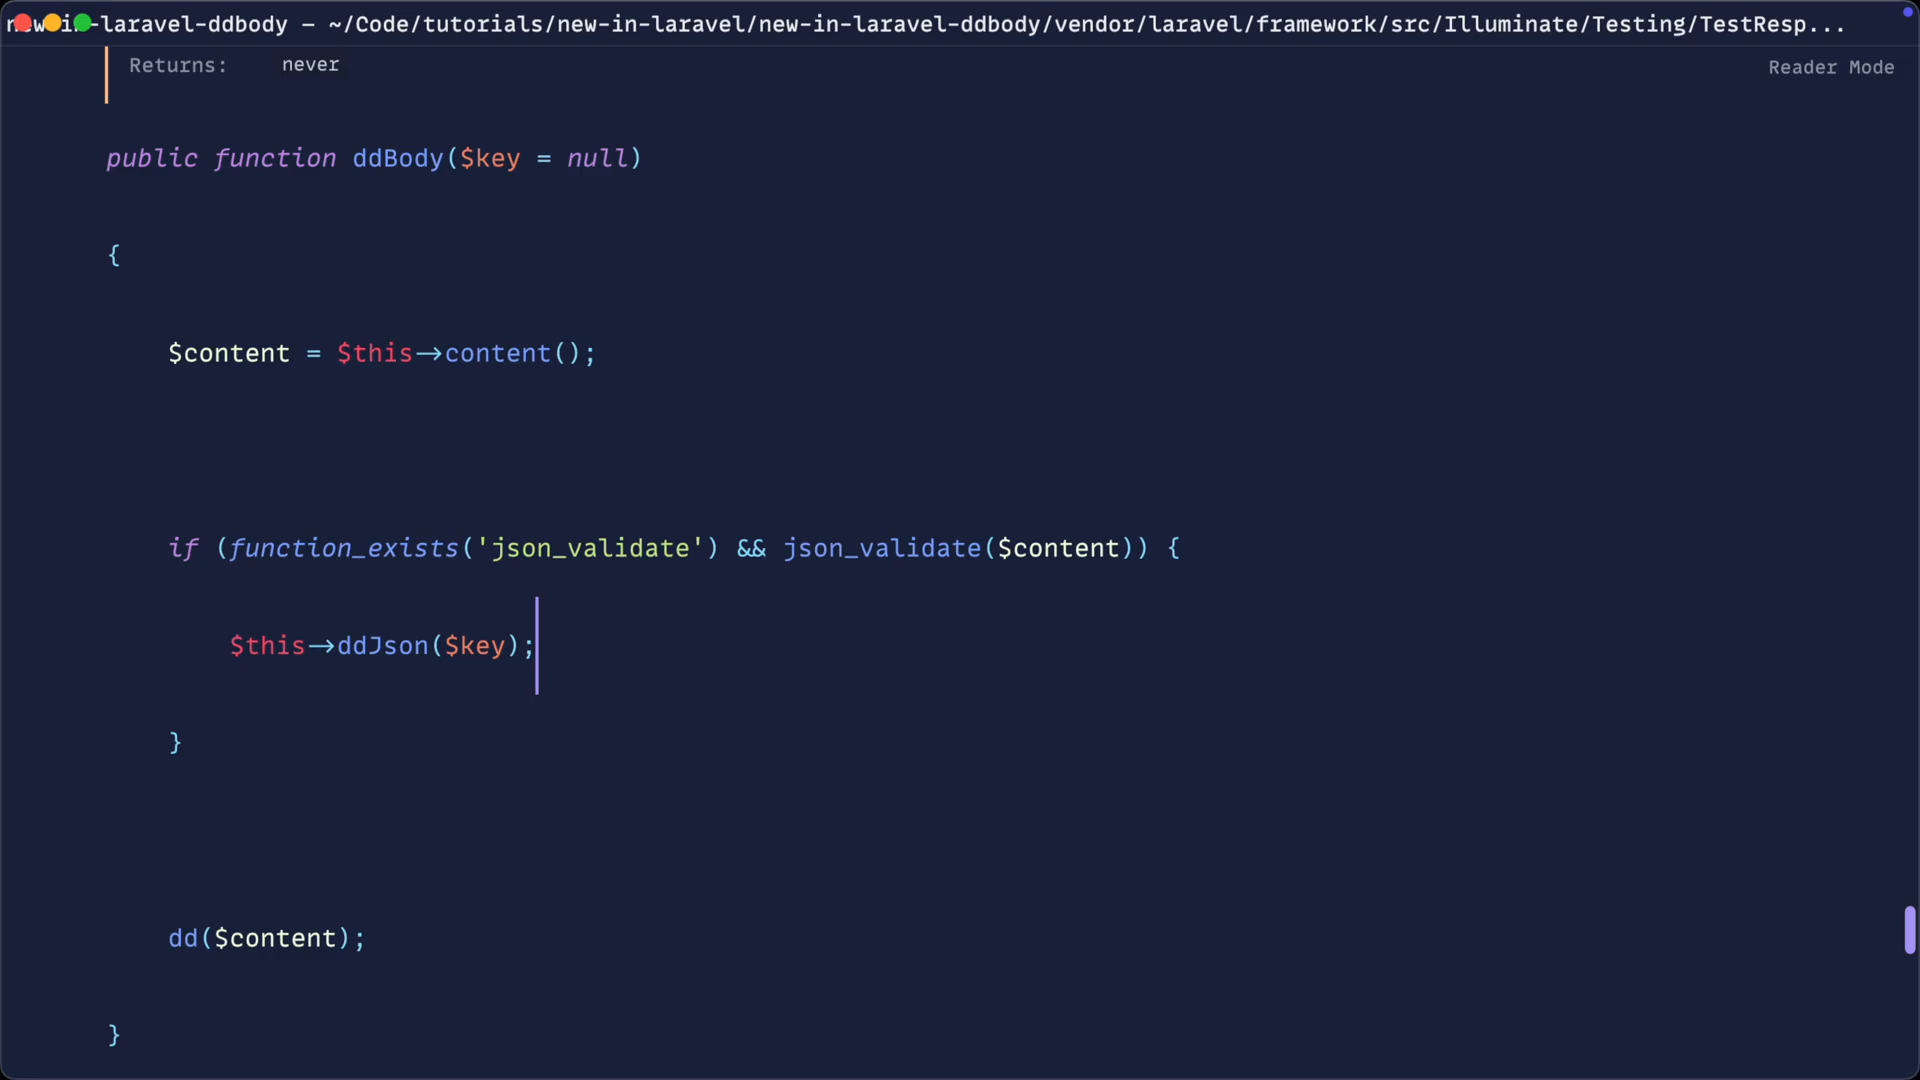 new-in-laravel-ddbody – ~/Code/tutorials/new-in-laravel/new-in-laravel-ddbody/vendor/laravel/framework/src/Illuminate/Testing/TestResp...
Returns: never
Reader Mode
public function ddBody($key = null)
{
$content = $this->content();
if (function_exists('json_validate') && json_validate($content)) {
$this->ddJson($key);
}
dd($content);
}